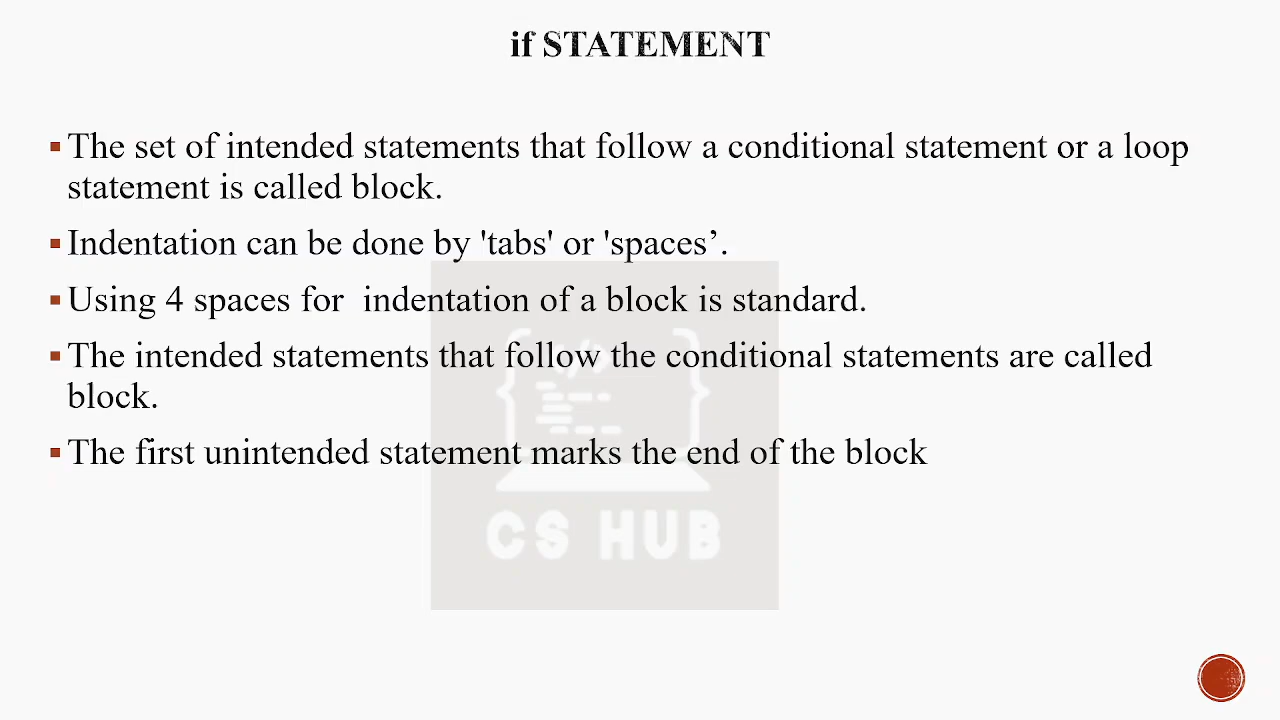 if STATEMENT
The set of intended statements that follow a conditional statement or a loop
statement is called block.
Indentation can be done by 'tabs' or 'spaces’.
Using 4 spaces for  indentation of a block is standard.
The intended statements that follow the conditional statements are called
block.
The first unintended statement marks the end of the block
</>
CS HUB